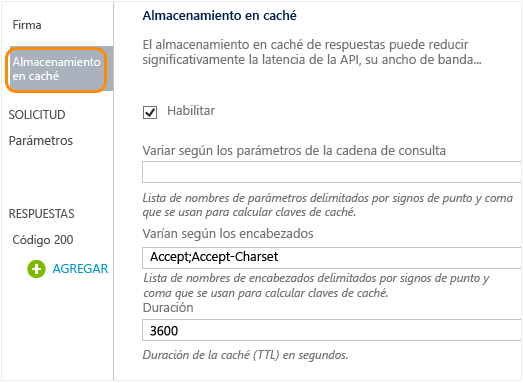 Firma
Almacenamiento
en caché
SOLICITUD
Parámetros
RESPUESTAS
Código 200
AGREGAR
Almacenamiento en caché
El almacenamiento en caché de respuestas puede reducir
significativamente la latencia de la API, su ancho de banda...
Habilitar
Variar según los parámetros de la cadena de consulta
Lista de nombres de parámetros delimitados por signos de punto y coma
que se usan para calcular claves de caché.
Varían según los encabezados
Accept;Accept-Charset
Lista de nombres de encabezados delimitados por signos de punto y
coma que se usan para calcular claves de caché.
Duración
3600
Duración de la caché (TTL) en segundos.